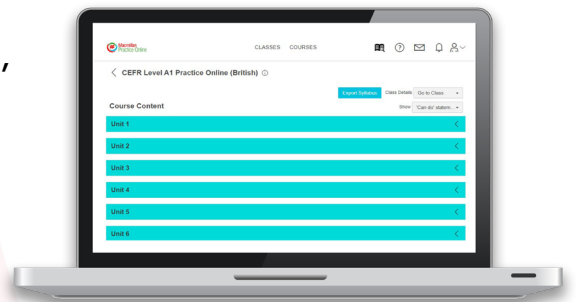 Macmillan
Practice Online
CLASSES COURSES
CEFR Level A1 Practice Online (British)
Export Syllabus Class Details Go to Class
Course Content
Show 'Can do' statem...
Unit 1
Unit 2
Unit 3
Unit 4
Unit 5
Unit 6